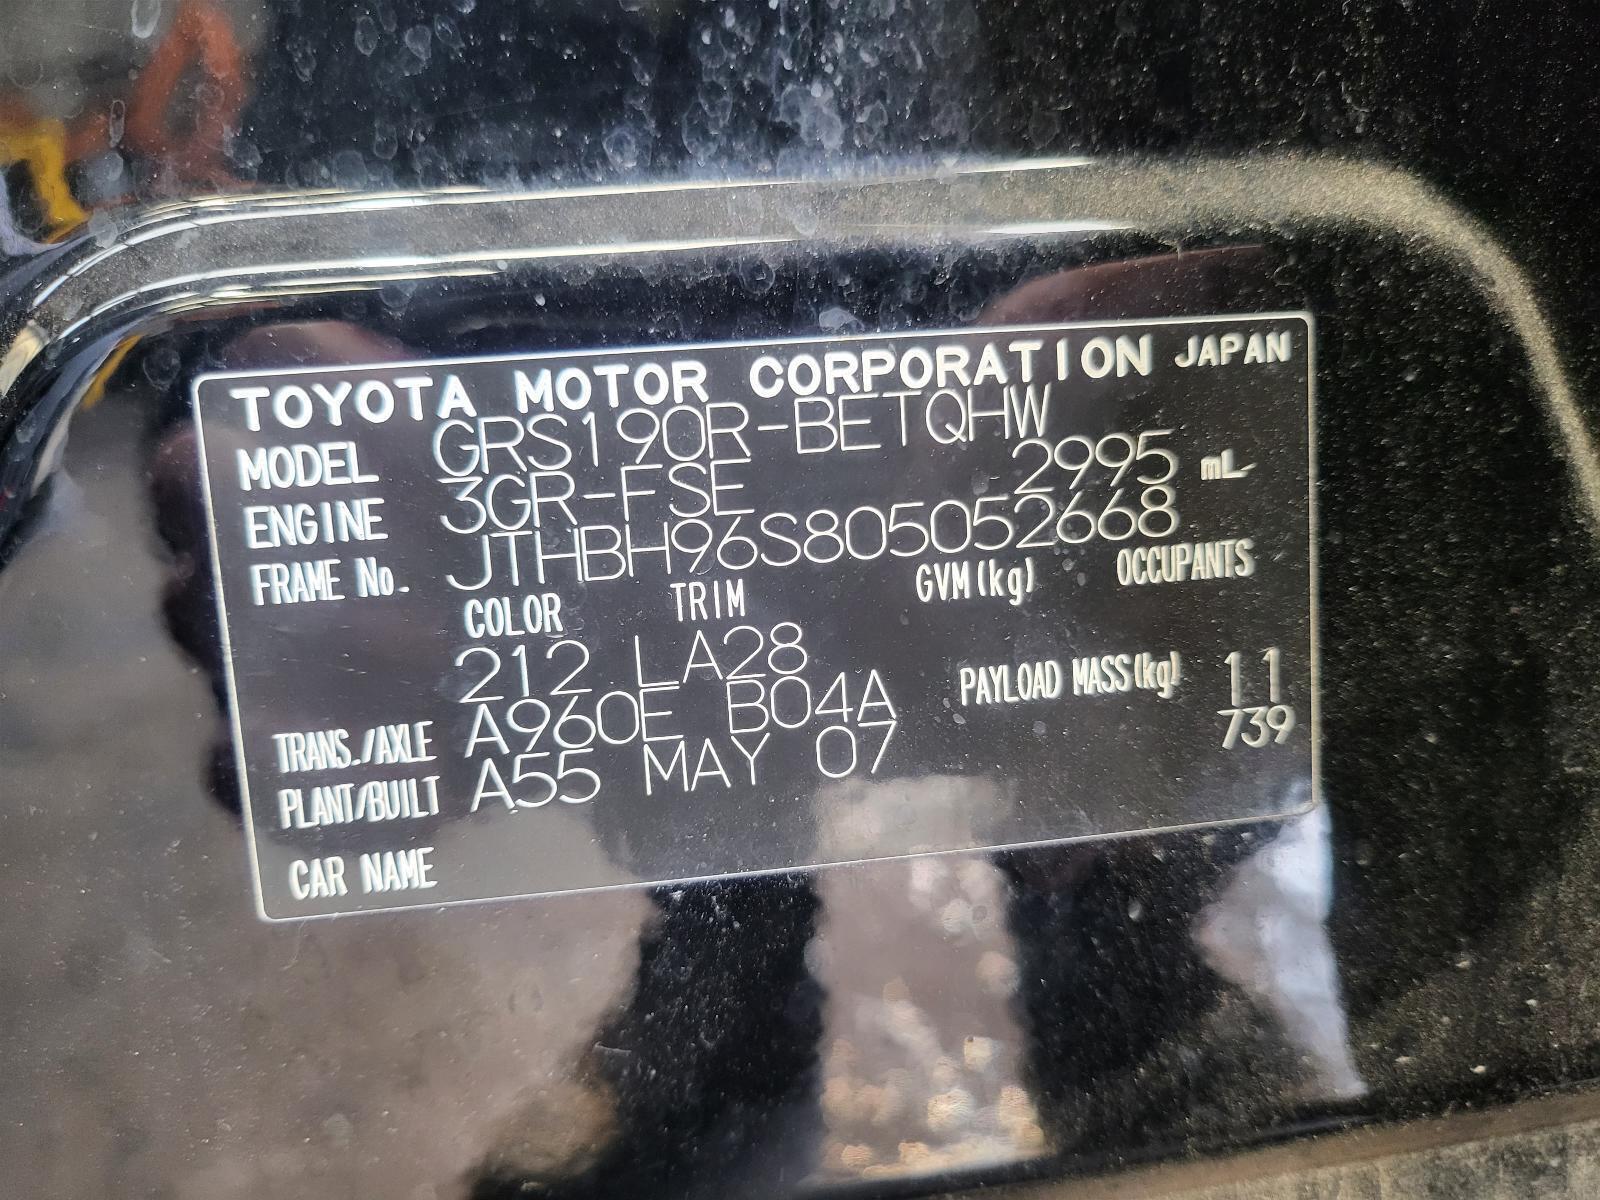 TOYOTA MOTOR CORPORATION JAPAN
MODEL GRS190R-BETQHW
ENGINE 3GR-FSE 2995 mL
FRAME No. JTHBH96S805052668
COLOR TRIM GVM(kg) OCCUPANTS
212 LA28
TRANS./AXLE A960E B04A PAYLOAD MASS(kg) 11
PLANT/BUILT A55 MAY 07 739
CAR NAME